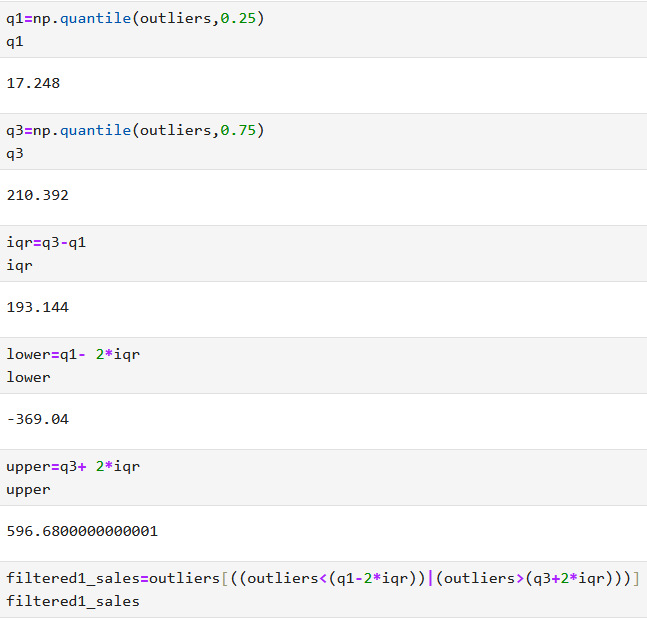 q1=np.quantile(outliers,0.25)
q1
17.248
q3=np.quantile(outliers,0.75)
q3
210.392
iqr=q3-q1
iqr
193.144
lower=q1- 2*iqr
lower
-369.04
upper=q3+ 2*iqr
upper
596.6800000000001
filtered1_sales=outliers[((outliers<(q1-2*iqr))|(outliers>(q3+2*iqr)))]
filtered1_sales